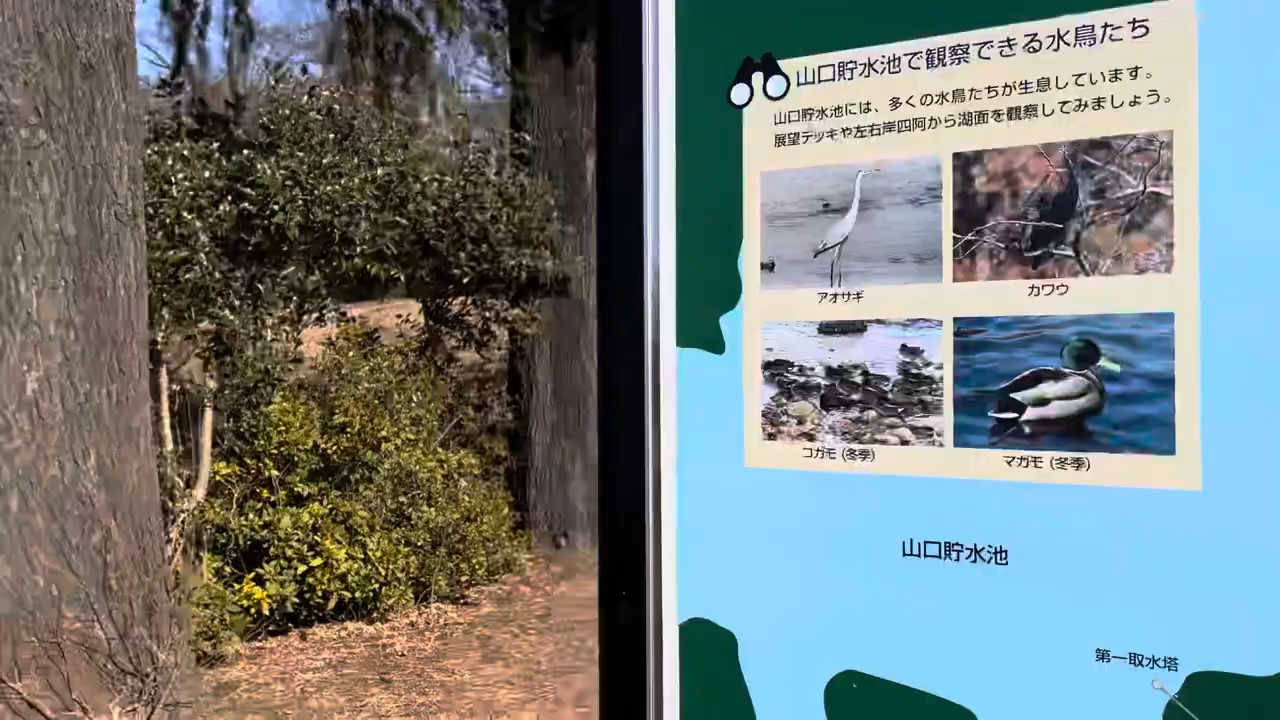 山口貯水池で観察できる水鳥たち
山口貯水池には、多くの水鳥たちが生息しています。
展望デッキや左右岸四阿から湖面を観察してみましょう。
アオサギ
カワウ
コガモ (冬季)
マガモ (冬季)
山口貯水池
第一取水塔